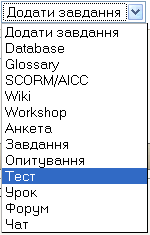 Додати завдання
Додати завдання
Database
Glossary
SCORM/AICC
Wiki
Workshop
Анкета
Завдання
Опитування
Тест
Урок
Форум
Чат